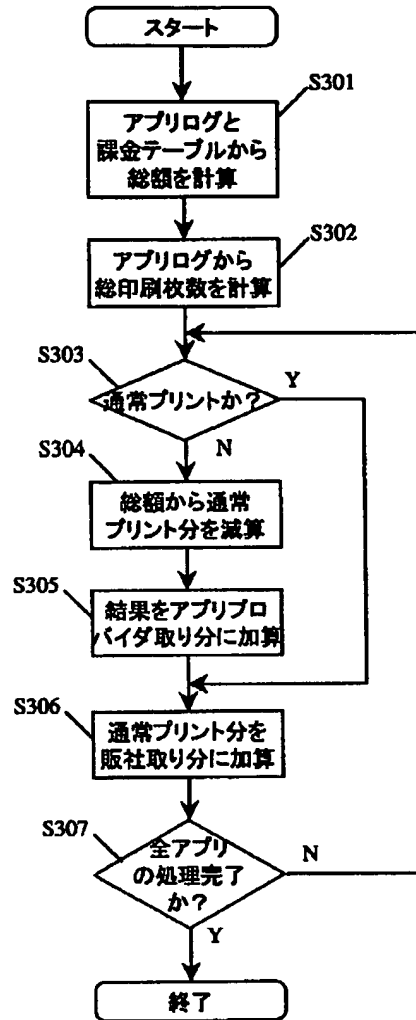 スタート
S301
アプリログと
課金テーブルから
総額を計算
S302
アプリログから
総印刷枚数を計算
S303
通常プリントか？
Y
N
S304
総額から通常
プリント分を減算
S305
結果をアプリプロ
バイダ取り分に加算
S306
通常プリント分を
販社取り分に加算
S307
全アプリ
の処理完了
か？
N
Y
終了